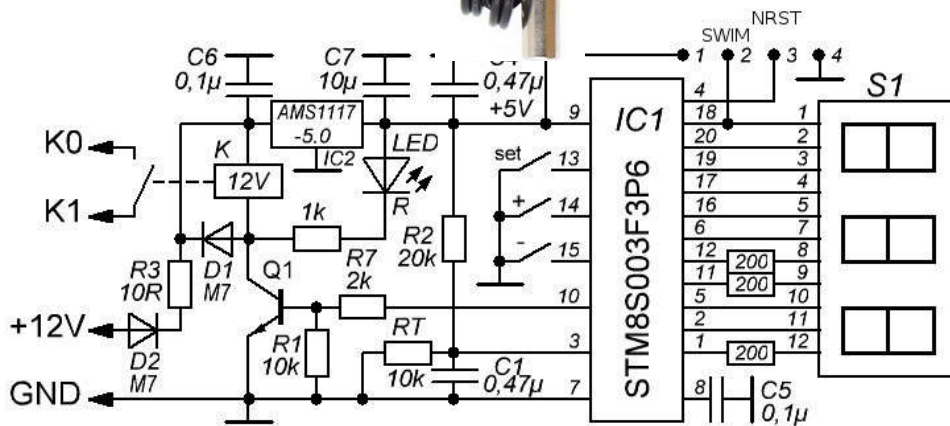 NRST
SWIM
1 2 3 4
C6
0,1µ
C7
10µ
0,47µ
AMS1117
-5.0
IC2
+5V
9
IC1
STM8S003F3P6
S1
K0
K1
K
12V
LED
R
1k
set
13
+
14
-
15
4
18
20
19
17
16
6
12
11
5
2
1
1
2
3
4
5
7
8
9
10
11
12
200
200
200
R3
10R
D1
M7
Q1
R7
2k
R2
20k
10
+12V
D2
M7
R1
10k
RT
10k
3
C1
0,47µ
GND
7
8
C5
0,1µ